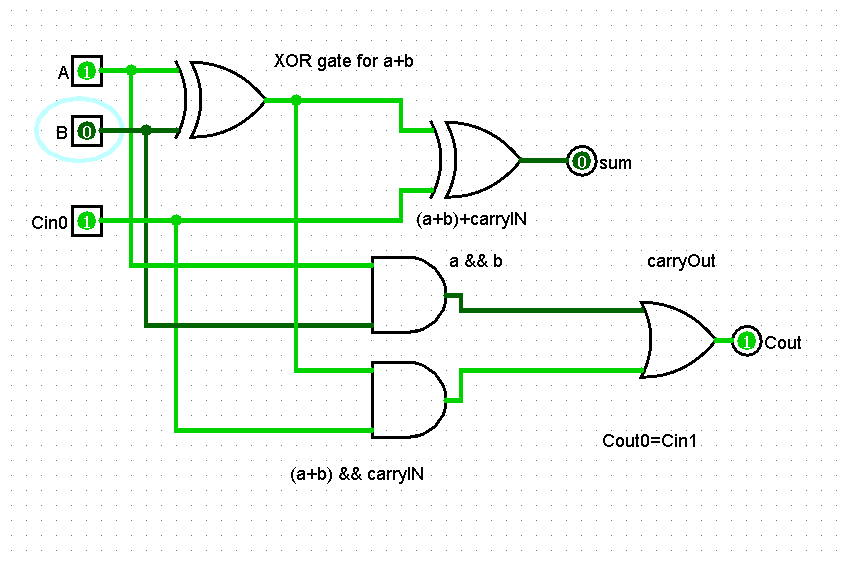 XOR gate for a+b
A 1
B 0
sum 0
Cin0 1
(a+b)+carryIN
a && b
carryOut
1 Cout
Cout0=Cin1
(a+b) && carryIN